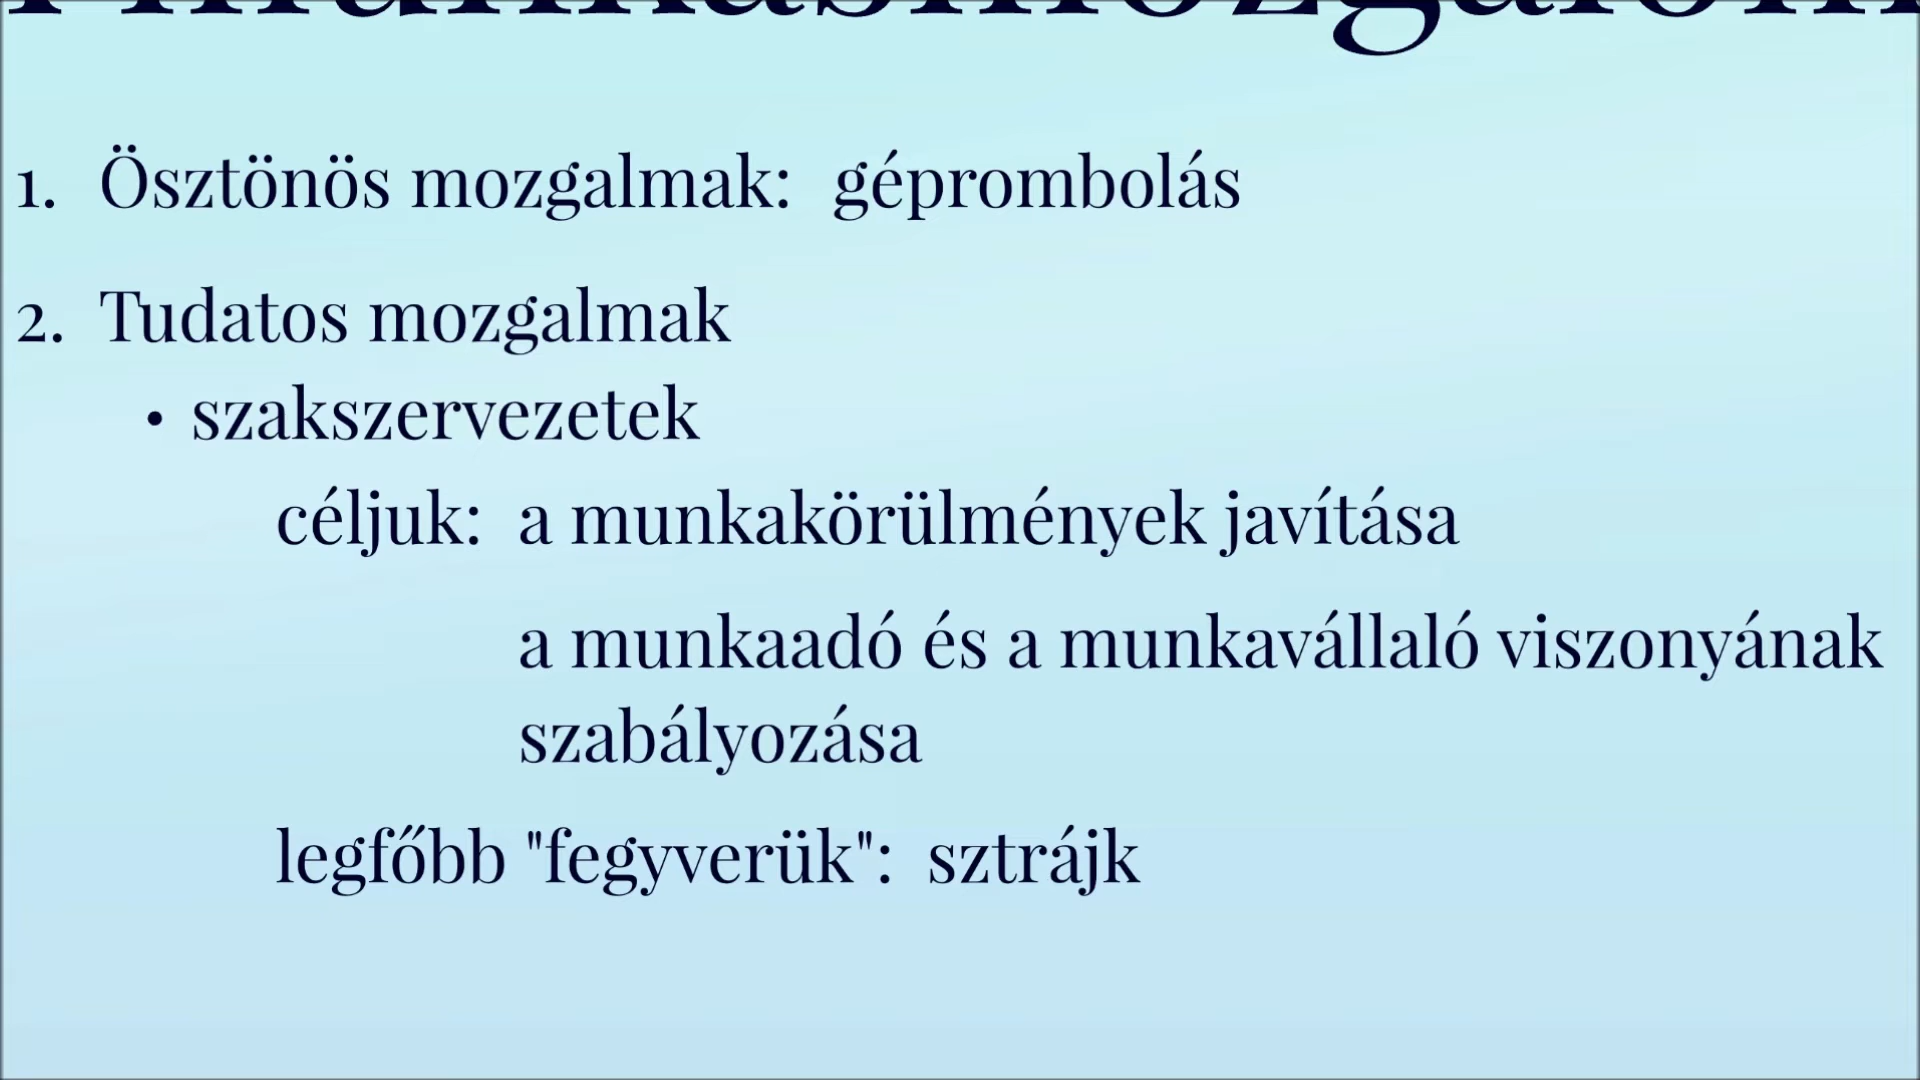 munkásmozgalom
1. Ösztönös mozgalmak: géprombolás
2. Tudatos mozgalmak
• szakszervezetek
céljuk: a munkakörülmények javítása
a munkaadó és a munkavállaló viszonyának
szabályozása
legfőbb "fegyverük": sztrájk